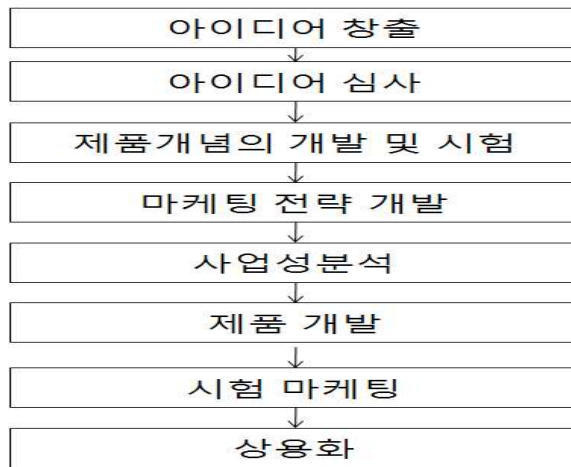 아이디어 창출
아이디어 심사
제품개념의 개발 및 시험
마케팅 전략 개발
사업성분석
제품 개발
시험 마케팅
상용화